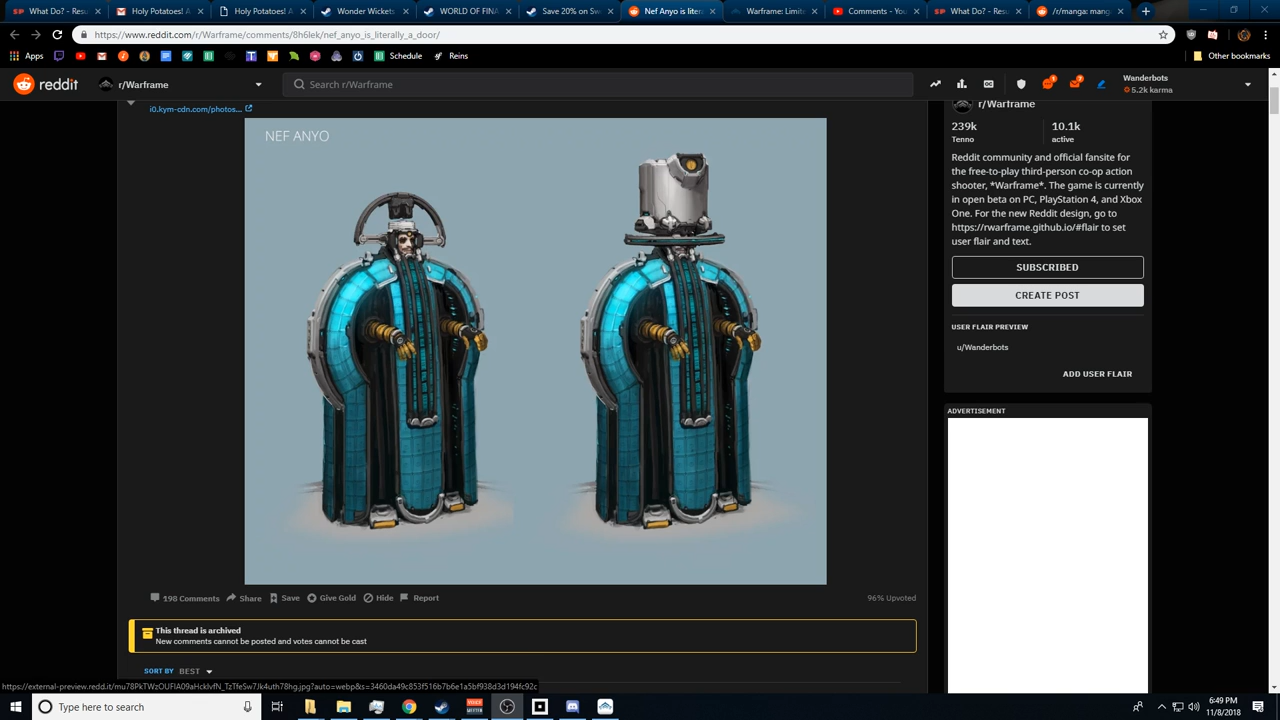 What Do? - Resu
Holy Potatoes! A
Holy Potatoes! A
Wonder Wickets
WORLD OF FINA
Save 20% on Sw
Nef Anyo is liter
Warframe: Limite
Comments - You
What Do? - Resu
/r/manga: mang
https://www.reddit.com/r/Warframe/comments/8h6lek/nef_anyo_is_literally_a_door/
Apps
Schedule
Reins
Other bookmarks
reddit
r/Warframe
Search r/Warframe
Wanderbots
5.2k karma
i0.kym-cdn.com/photos...
NEF ANYO
r/Warframe
239k
10.1k
Tenno
active
Reddit community and official fansite for
the free-to-play third-person co-op action
shooter, *Warframe*. The game is currently
in open beta on PC, PlayStation 4, and Xbox
One. For the new Reddit design, go to
https://rwarframe.github.io/#flair to set
user flair and text.
SUBSCRIBED
CREATE POST
USER FLAIR PREVIEW
u/Wanderbots
ADD USER FLAIR
ADVERTISEMENT
198 Comments
Share
Save
Give Gold
Hide
Report
96% Upvoted
This thread is archived
New comments cannot be posted and votes cannot be cast
SORT BY BEST
Type here to search
6:49 PM
11/8/2018